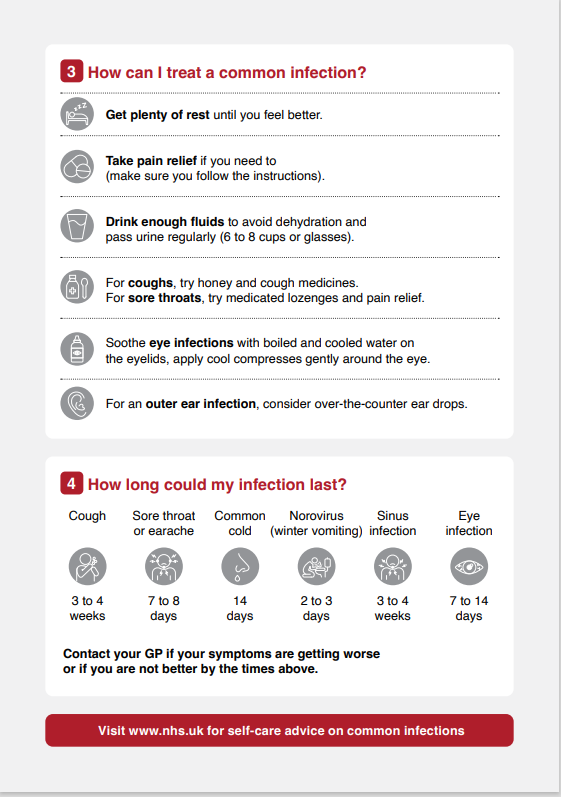 3 How can I treat a common infection?
Get plenty of rest until you feel better.
Take pain relief if you need to
(make sure you follow the instructions).
Drink enough fluids to avoid dehydration and
pass urine regularly (6 to 8 cups or glasses).
For coughs, try honey and cough medicines.
For sore throats, try medicated lozenges and pain relief.
Soothe eye infections with boiled and cooled water on
the eyelids, apply cool compresses gently around the eye.
For an outer ear infection, consider over-the-counter ear drops.
4 How long could my infection last?
Cough
3 to 4
weeks
Sore throat
or earache
7 to 8
days
Common
cold
14
days
Norovirus
(winter vomiting)
2 to 3
days
Sinus
infection
3 to 4
weeks
Eye
infection
7 to 14
days
Contact your GP if your symptoms are getting worse
or if you are not better by the times above.
Visit www.nhs.uk for self-care advice on common infections